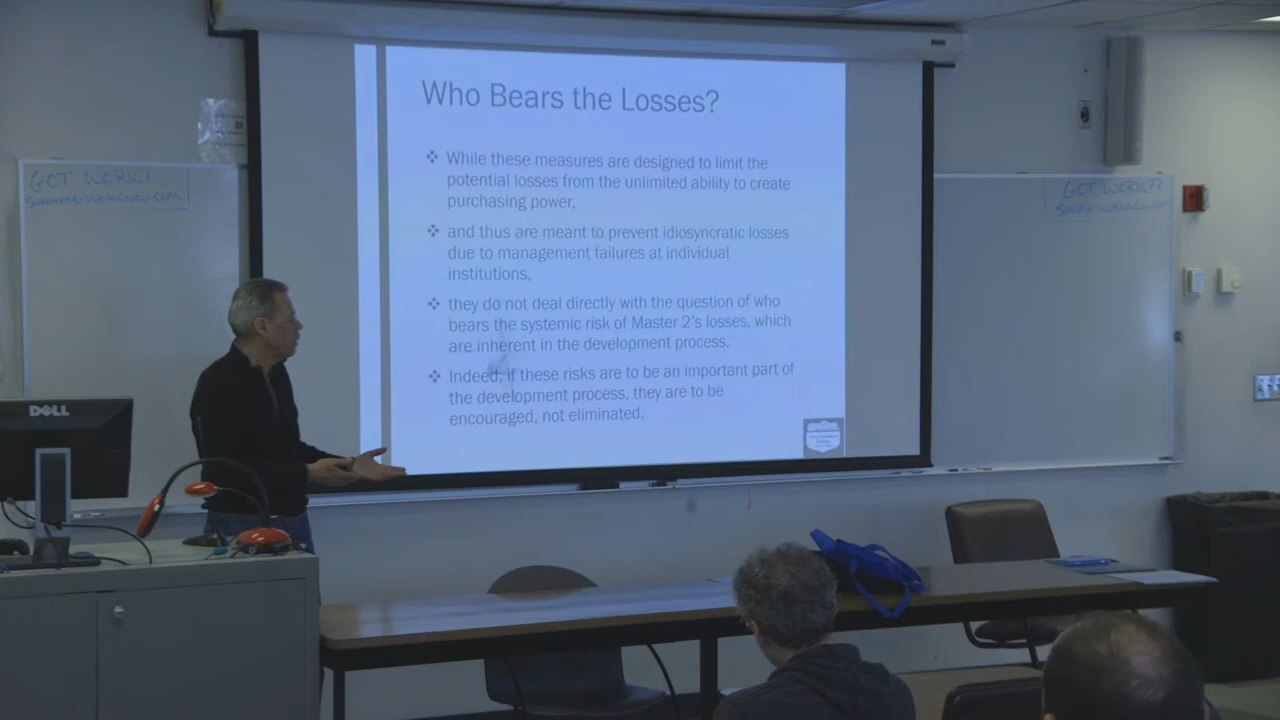 Who Bears the Losses?
❖ While these measures are designed to limit the
potential losses from the unlimited ability to create
purchasing power,
❖ and thus are meant to prevent idiosyncratic losses
due to management failures at individual
institutions,
❖ they do not deal directly with the question of who
bears the systemic risk of Master 2's losses, which
are inherent in the development process.
❖ Indeed, if these risks are to be an important part of
the development process, they are to be
encouraged, not eliminated.
GOT WORK?
GOT WORK??
DELL